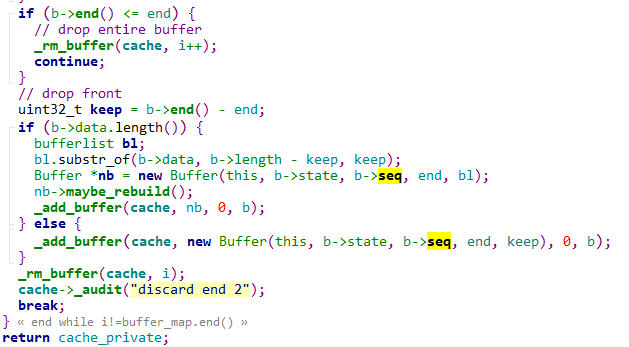 if (b->end() <= end) {
// drop entire buffer
_rm_buffer(cache, i++);
continue;
}
// drop front
uint32_t keep = b->end() - end;
if (b->data.length()) {
bufferlist bl;
bl.substr_of(b->data, b->length - keep, keep);
Buffer *nb = new Buffer(this, b->state, b->seq, end, bl);
nb->maybe_rebuild();
_add_buffer(cache, nb, 0, b);
} else {
_add_buffer(cache, new Buffer(this, b->state, b->seq, end, keep), 0, b);
}
_rm_buffer(cache, i);
cache->_audit("discard end 2");
break;
} « end while i!=buffer_map.end() »
return cache_private;